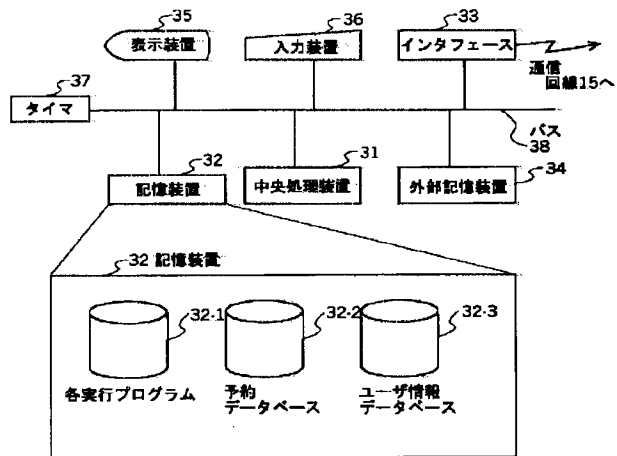 35
表示装置
36
入力装置
33
インタフェース
通信
回線15へ
37
タイマ
バス
38
32
記憶装置
31
中央処理装置
34
外部記憶装置
32 記憶装置
32・1
各実行プログラム
32・2
予約
データベース
32・3
ユーザ情報
データベース